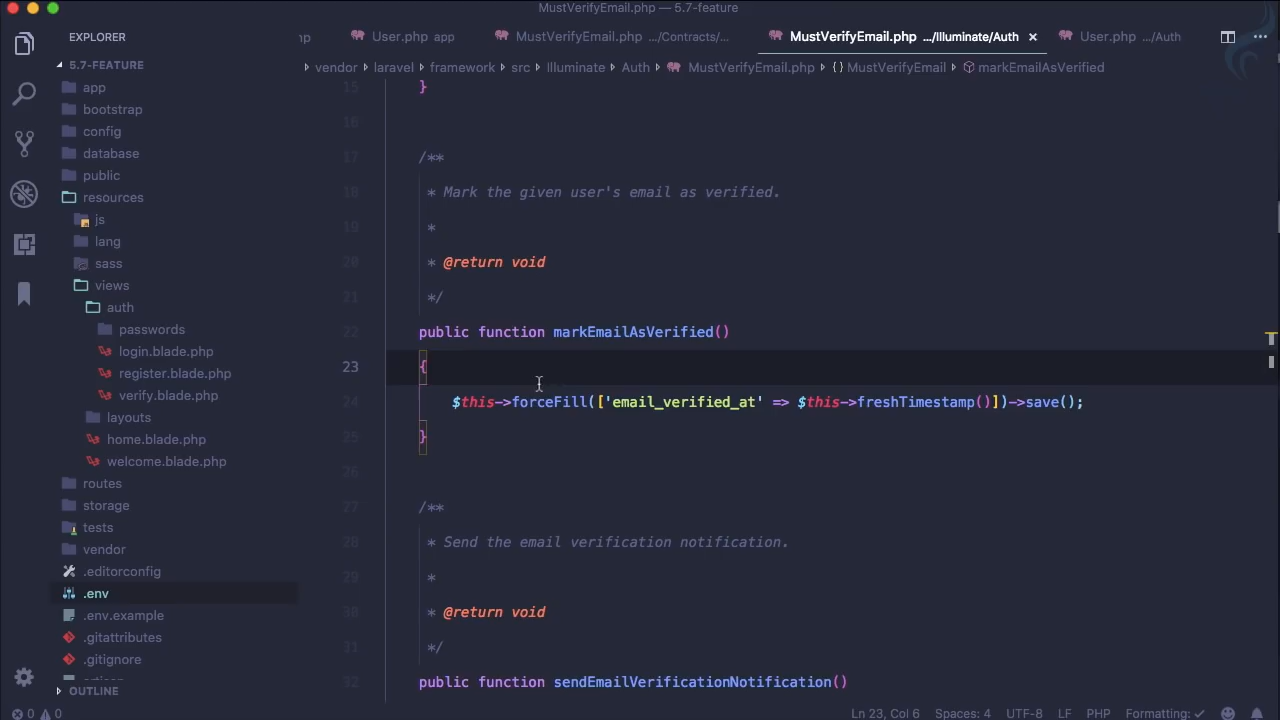 MustVerifyEmail.php — 5.7-feature
EXPLORER
hp
User.php app
MustVerifyEmail.php .../Contracts/...
MustVerifyEmail.php .../Illuminate/Auth
User.php .../Auth
5.7-FEATURE
vendor › laravel › framework › src › Illuminate › Auth › MustVerifyEmail.php › { } MustVerifyEmail › markEmailAsVerified
app
bootstrap
config
database
public
resources
js
lang
sass
views
auth
passwords
login.blade.php
register.blade.php
verify.blade.php
layouts
home.blade.php
welcome.blade.php
routes
storage
tests
vendor
.editorconfig
.env
.env.example
.gitattributes
.gitignore
artisan
OUTLINE
15 }
16
17 /**
18 * Mark the given user's email as verified.
19 *
20 * @return void
21 */
22 public function markEmailAsVerified()
23 {
24 $this->forceFill(['email_verified_at' => $this->freshTimestamp()])->save();
25 }
26
27 /**
28 * Send the email verification notification.
29 *
30 * @return void
31 */
32 public function sendEmailVerificationNotification()
0 0
Ln 23, Col 6 Spaces: 4 UTF-8 LF PHP Formatting: ✓